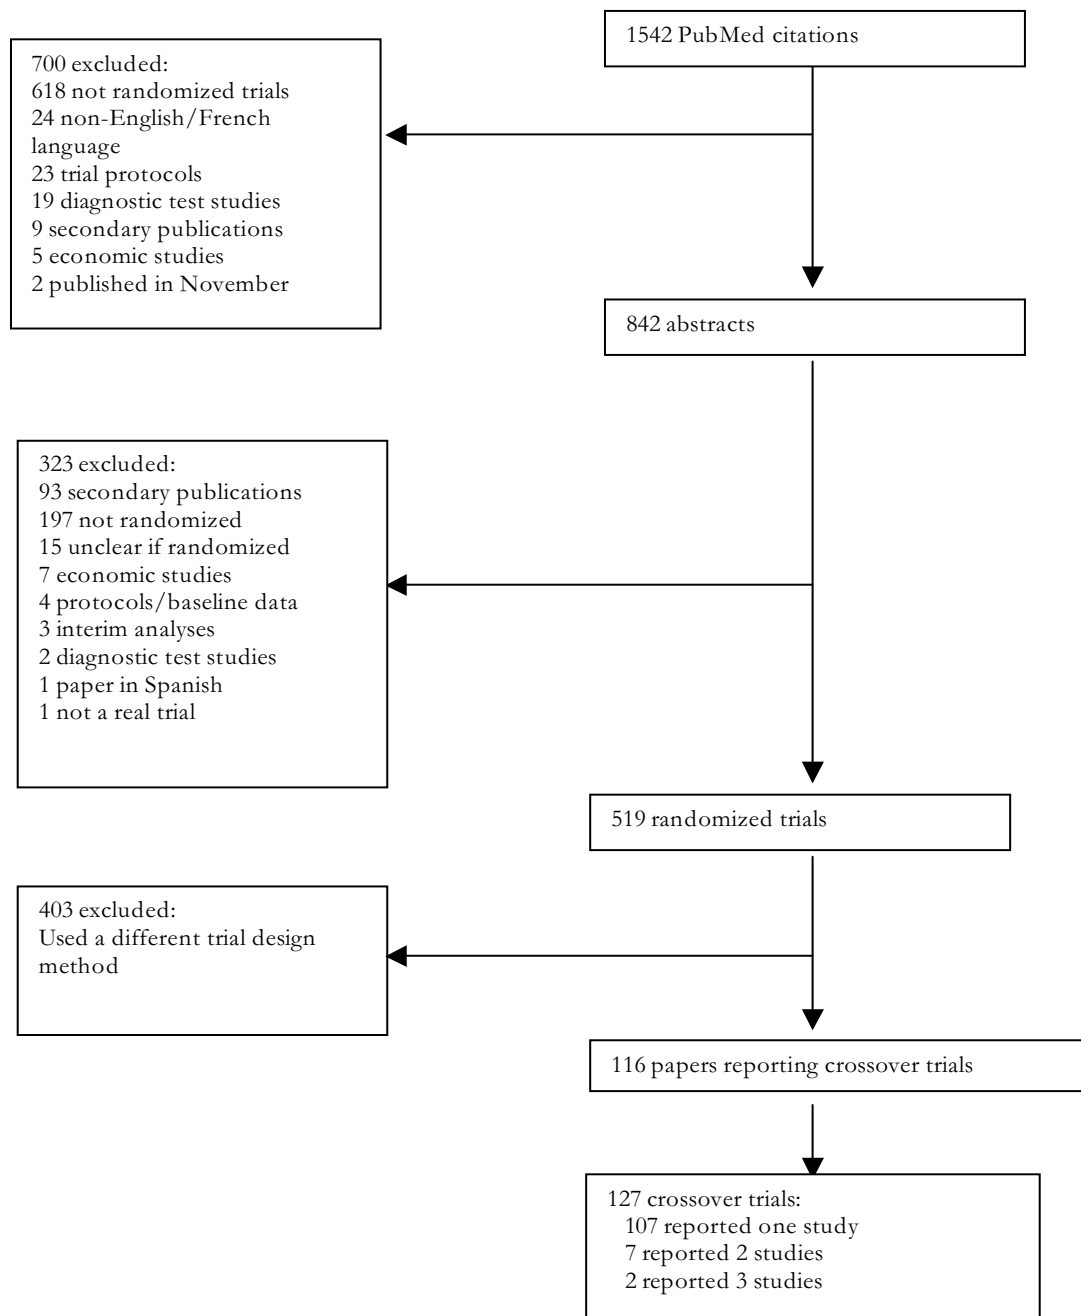 1542 PubMed citations
700 excluded:
618 not randomized trials
24 non-English/French
language
23 trial protocols
19 diagnostic test studies
9 secondary publications
5 economic studies
2 published in November
842 abstracts
323 excluded:
93 secondary publications
197 not randomized
15 unclear if randomized
7 economic studies
4 protocols/baseline data
3 interim analyses
2 diagnostic test studies
1 paper in Spanish
1 not a real trial
519 randomized trials
403 excluded:
Used a different trial design
method
116 papers reporting crossover trials
127 crossover trials:
107 reported one study
7 reported 2 studies
2 reported 3 studies